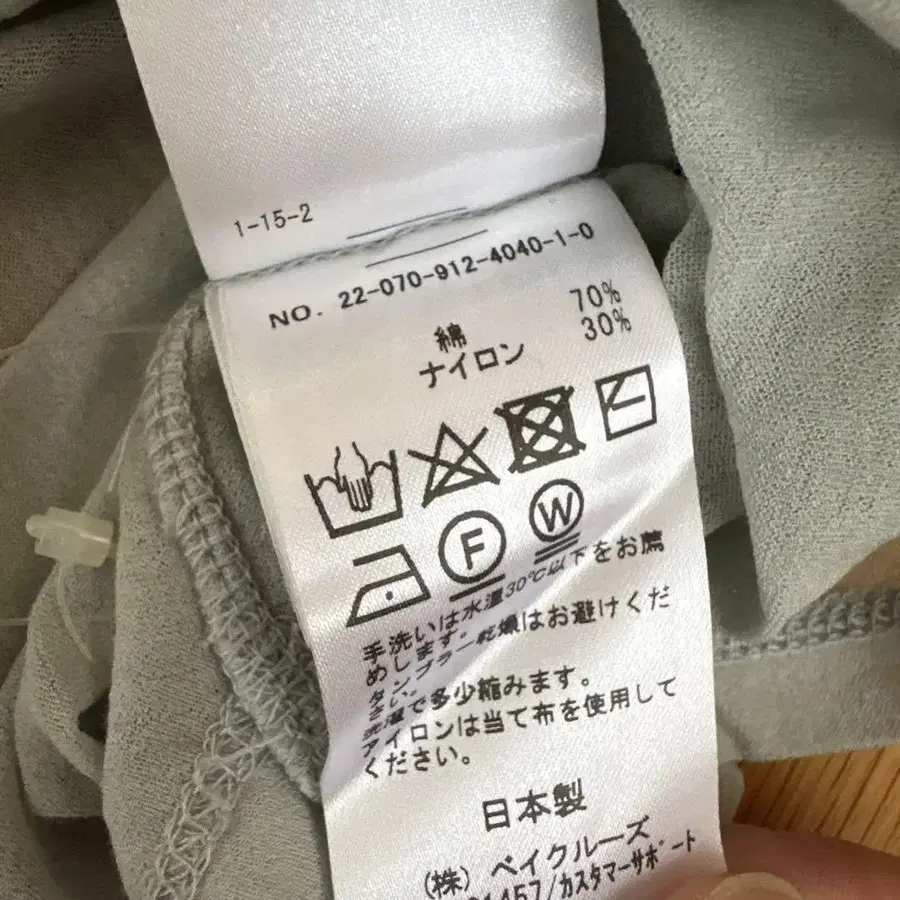 1-15-2
NO. 22-070-912-4040-1-0
綿 70%
ナイロン 30%
F
W
手洗いは水温30℃以下をお薦
めします。
タンブラー乾燥はお避けくだ
さい。
洗濯で多少縮みます。
アイロンは当て布を使用して
ください。
日本製
(株) ベイクルーズ
1457/カスタマーサポート